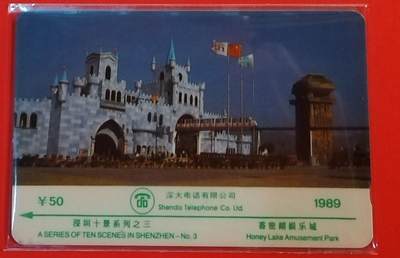 ¥50
深大电话有限公司
Shenda Telephone Co. Ltd.
1989
深圳十景系列之三
A SERIES OF TEN SCENES IN SHENZHEN - No. 3
香密湖娱乐城
Honey Lake Amusement Park